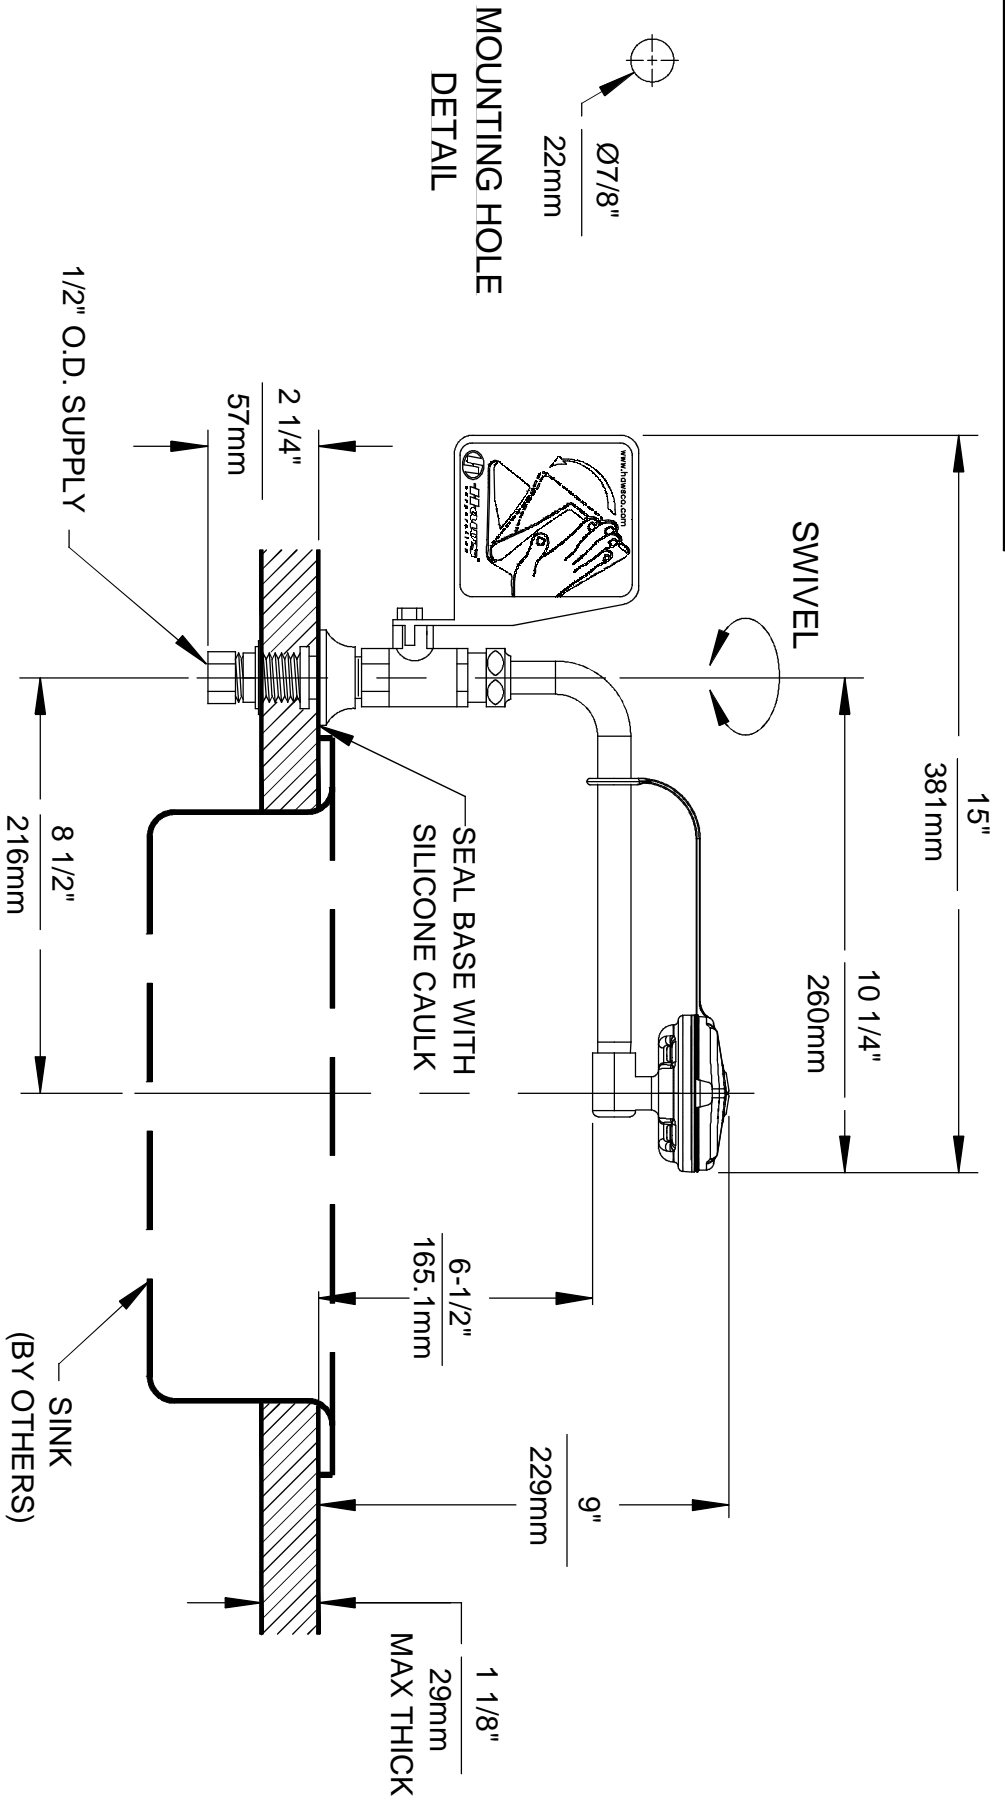 MOUNTING HOLE
DETAIL
Ø7/8"
22mm
1/2" O.D. SUPPLY
2 1/4"
57mm
www.hawsco.com
Haws
corporation
SWIVEL
15"
381mm
10 1/4"
260mm
8 1/2"
216mm
SEAL BASE WITH
SILICONE CAULK
6-1/2"
165.1mm
9"
229mm
SINK
(BY OTHERS)
1 1/8"
29mm
MAX THICK